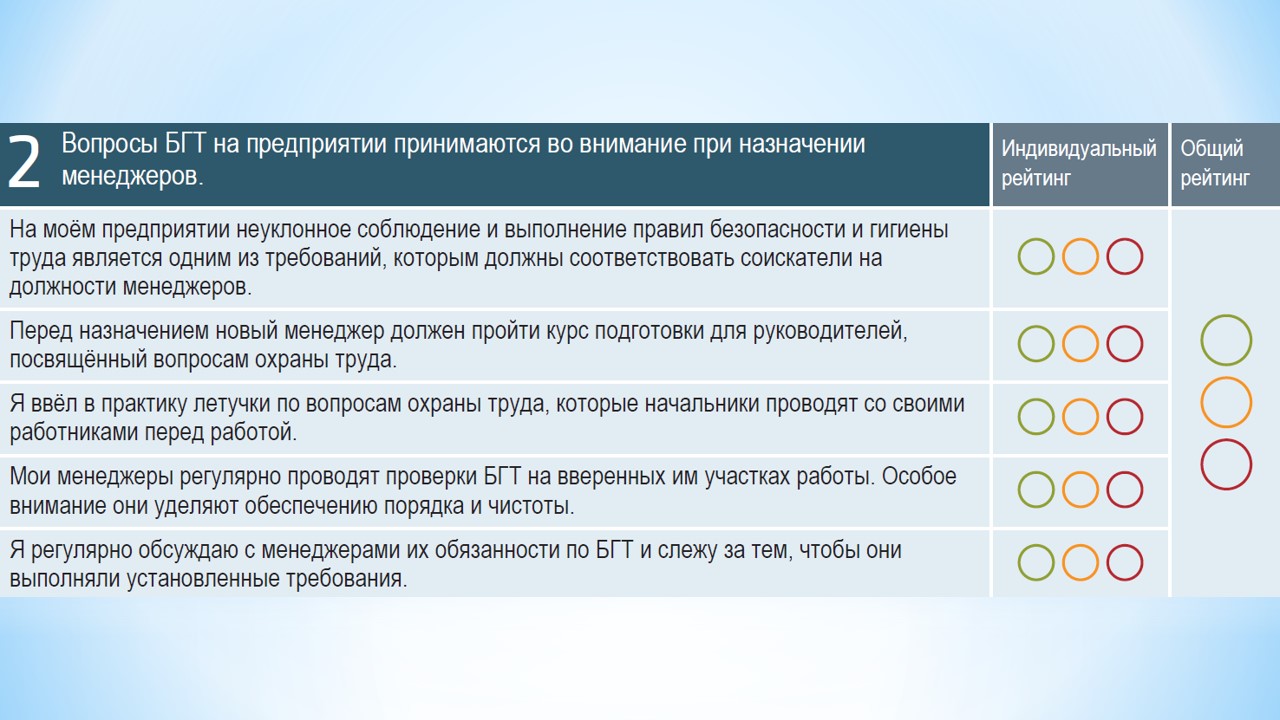 2
Вопросы БГТ на предприятии принимаются во внимание при назначении
менеджеров.
Индивидуальный
рейтинг
Общий
рейтинг
На моём предприятии неуклонное соблюдение и выполнение правил безопасности и гигиены
труда является одним из требований, которым должны соответствовать соискатели на
должности менеджеров.
Перед назначением новый менеджер должен пройти курс подготовки для руководителей,
посвящённый вопросам охраны труда.
Я ввёл в практику летучки по вопросам охраны труда, которые начальники проводят со своими
работниками перед работой.
Мои менеджеры регулярно проводят проверки БГТ на вверенных им участках работы. Особое
внимание они уделяют обеспечению порядка и чистоты.
Я регулярно обсуждаю с менеджерами их обязанности по БГТ и слежу за тем, чтобы они
выполняли установленные требования.